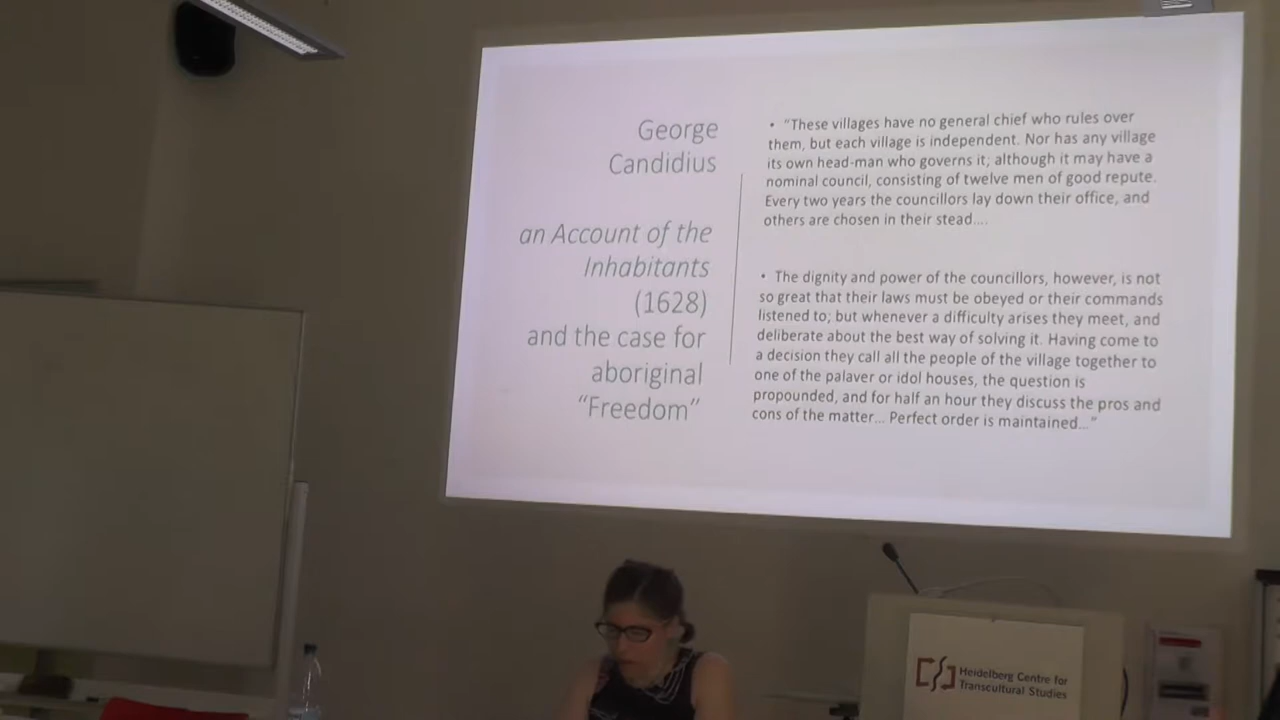 George
Candidius
an Account of the
Inhabitants
(1628)
and the case for
aboriginal
“Freedom”
• “These villages have no general chief who rules over
them, but each village is independent. Nor has any village
its own head-man who governs it; although it may have a
nominal council, consisting of twelve men of good repute.
Every two years the councillors lay down their office, and
others are chosen in their stead....
• The dignity and power of the councillors, however, is not
so great that their laws must be obeyed or their commands
listened to; but whenever a difficulty arises they meet, and
deliberate about the best way of solving it. Having come to
a decision they call all the people of the village together to
one of the palaver or idol houses, the question is
propounded, and for half an hour they discuss the pros and
cons of the matter... Perfect order is maintained...”
Heidelberg Centre for
Transcultural Studies